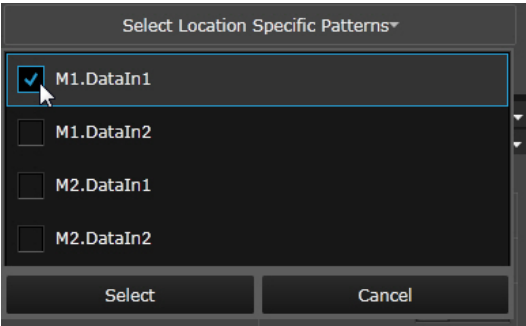 Select Location Specific Patterns
M1.DataIn1
M1.DataIn2
M2.DataIn1
M2.DataIn2
Select Cancel